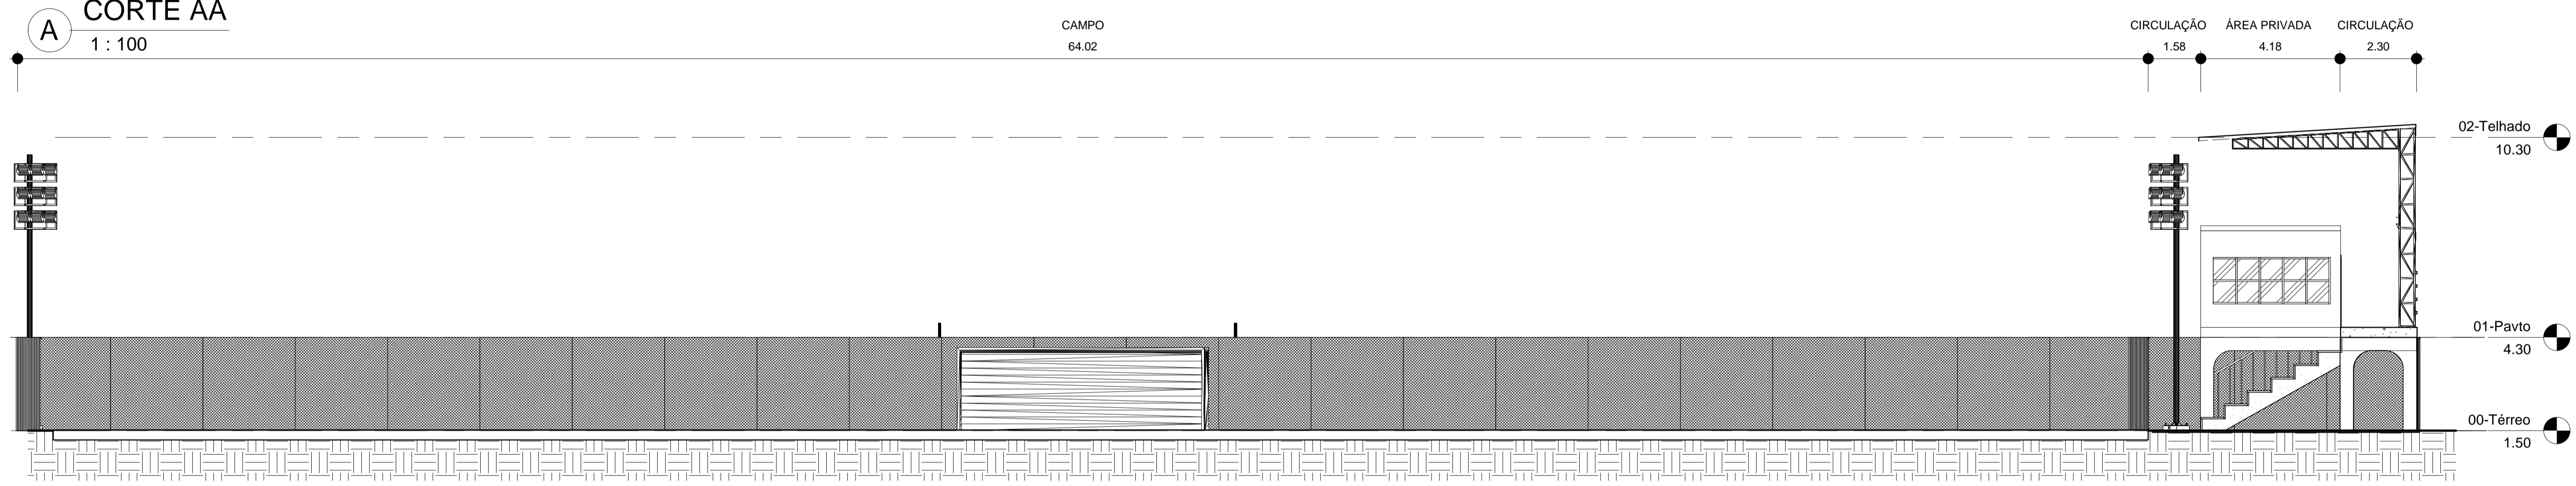 CORTE AA
A
1 : 100
CAMPO
64.02
CIRCULAÇÃO
1.58
ÁREA PRIVADA
4.18
CIRCULAÇÃO
2.30
02-Telhado
10.30
01-Pavto
4.30
00-Térreo
1.50